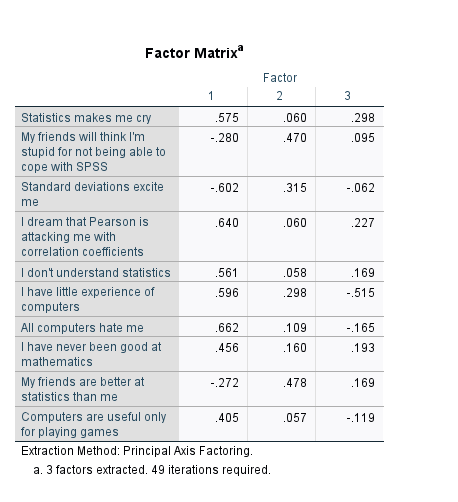 Factor Matrixa
Factor
1 2 3
Statistics makes me cry .575 .060 .298
My friends will think I'm -.280 .470 .095
stupid for not being able to
cope with SPSS
Standard deviations excite -.602 .315 -.062
me
I dream that Pearson is .640 .060 .227
attacking me with
correlation coefficients
I don't understand statistics .561 .058 .169
I have little experience of .596 .298 -.515
computers
All computers hate me .662 .109 -.165
I have never been good at .456 .160 .193
mathematics
My friends are better at -.272 .478 .169
statistics than me
Computers are useful only .405 .057 -.119
for playing games
Extraction Method: Principal Axis Factoring.
a. 3 factors extracted. 49 iterations required.